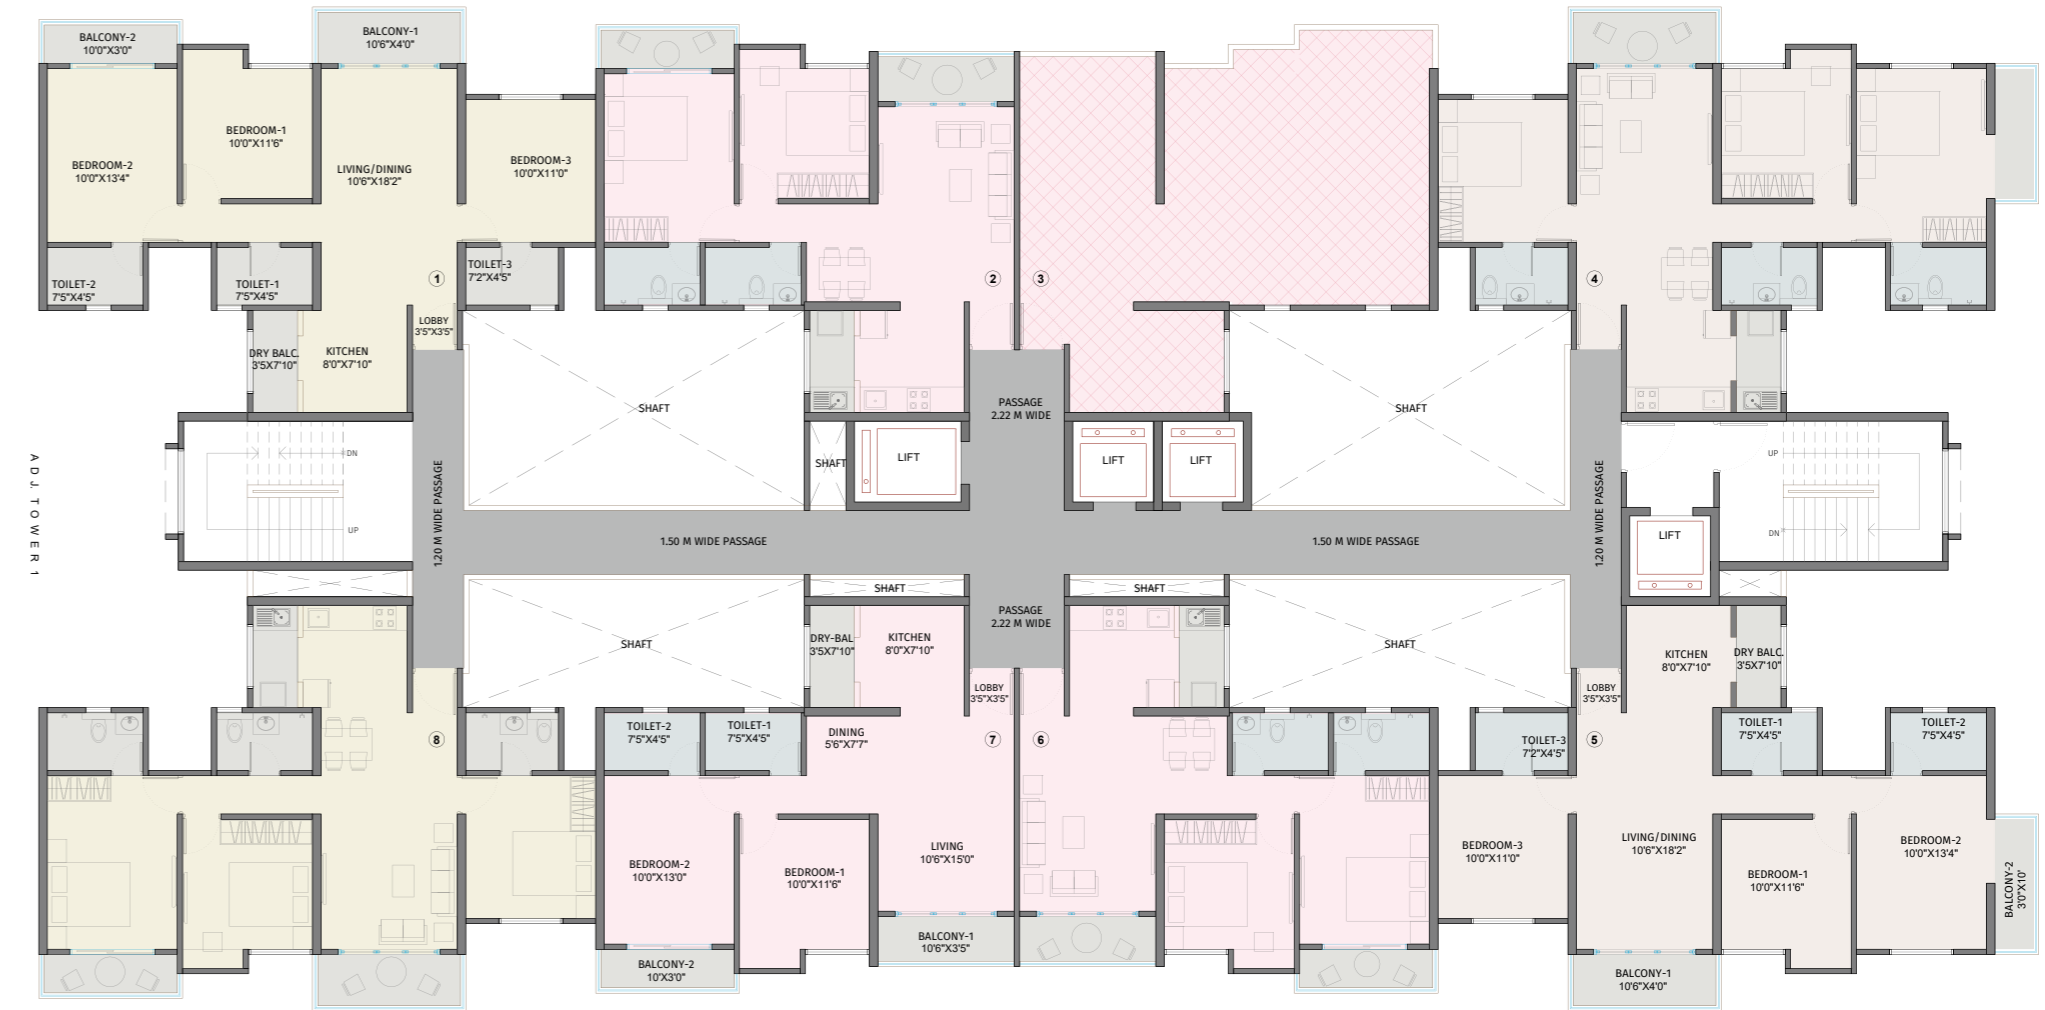 BALCONY-2
10'0"X3'0"
BALCONY-1
10'6"X4'0"
BEDROOM-2
10'0"X13'4"
BEDROOM-1
10'0"X11'6"
LIVING/DINING
10'6"X18'2"
BEDROOM-3
10'0"X11'0"
TOILET-2
7'5"X4'5"
TOILET-1
7'5"X4'5"
1
TOILET-3
7'2"X4'5"
2
3
4
LOBBY
3'5"X3'5"
DRY BALC.
3'5X7'10"
KITCHEN
8'0"X7'10"
SHAFT
PASSAGE
2.22 M WIDE
SHAFT
ADJ. TOWER 1
DN
UP
1.20 M WIDE PASSAGE
SHAFT
LIFT
LIFT
LIFT
1.20 M WIDE PASSAGE
UP
DN
LIFT
1.50 M WIDE PASSAGE
1.50 M WIDE PASSAGE
SHAFT
SHAFT
SHAFT
DRY-BAL
3'5X7'10"
KITCHEN
8'0"X7'10"
PASSAGE
2.22 M WIDE
SHAFT
KITCHEN
8'0"X7'10"
DRY BALC.
3'5X7'10"
LOBBY
3'5"X3'5"
LOBBY
3'5"X3'5"
8
TOILET-2
7'5"X4'5"
TOILET-1
7'5"X4'5"
DINING
5'6"X7'7"
7
6
TOILET-3
7'2"X4'5"
5
TOILET-1
7'5"X4'5"
TOILET-2
7'5"X4'5"
BEDROOM-2
10'0"X13'0"
BEDROOM-1
10'0"X11'6"
LIVING
10'6"X15'0"
BEDROOM-3
10'0"X11'0"
LIVING/DINING
10'6"X18'2"
BEDROOM-1
10'0"X11'6"
BEDROOM-2
10'0"X13'4"
BALCONY-2
3'0"X10'
BALCONY-2
10'X3'0"
BALCONY-1
10'6"X3'5"
BALCONY-1
10'6"X4'0"